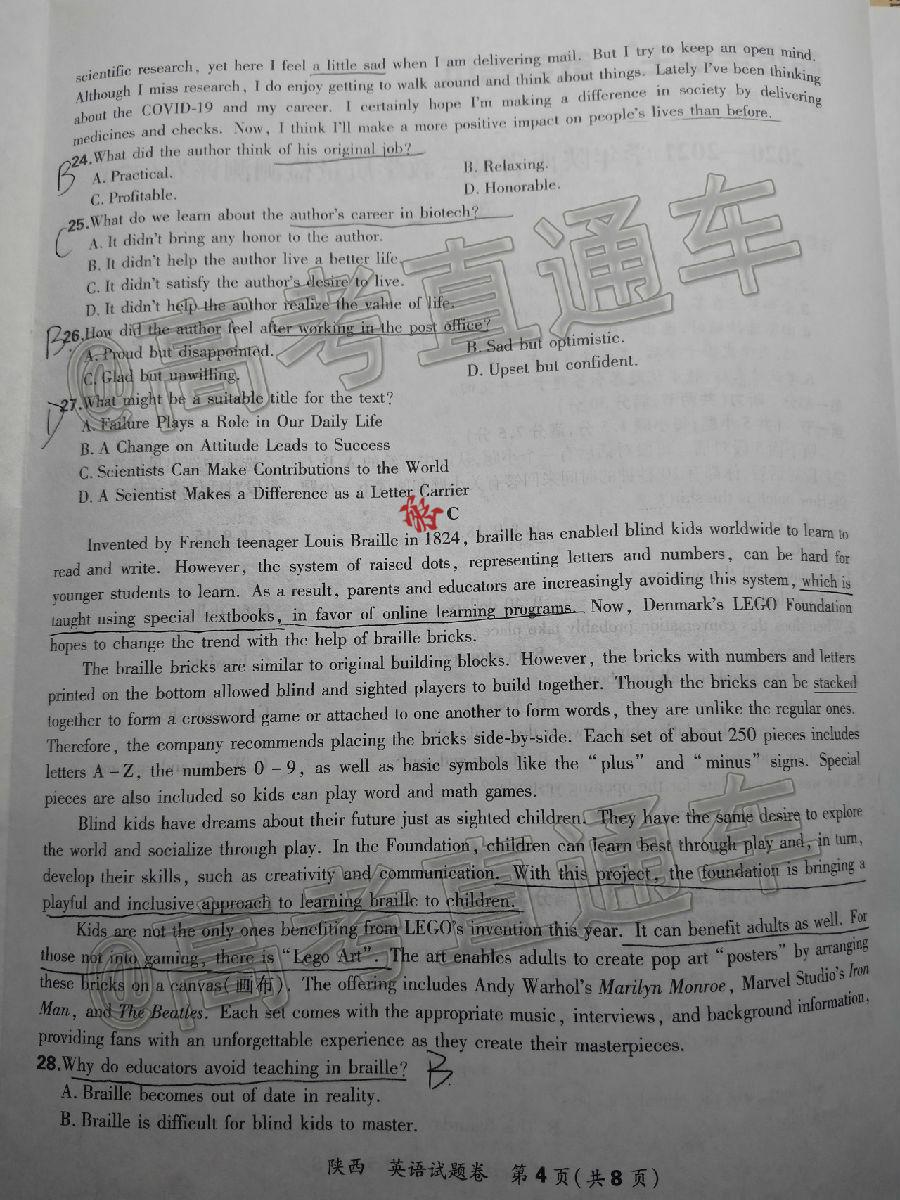 scientific research, yet here I feel a little sad when I am delivering mail. But I try to keep an open mind.
Although I miss research, I do enjoy getting to walk around and think about things. Lately I've been thinking
about the COVID-19 and my career. I certainly hope I'm making a difference in society by delivering
medicines and checks. Now, I think I'll make a more positive impact on people's lives than before.
B
24.What did the author think of his original job?
A. Practical. B. Relaxing.
C. Profitable. D. Honorable.
C
25.What do we learn about the author's career in biotech?
A. It didn't bring any honor to the author.
B. It didn't help the author live a better life.
C. It didn't satisfy the author's desire to live.
D. It didn't help the author realize the value of life.
B
26.How did the author feel after working in the post office?
A. Proud but disappointed. B. Sad but optimistic.
C. Glad but unwilling. D. Upset but confident.
D
27.What might be a suitable title for the text?
A. Failure Plays a Role in Our Daily Life
B. A Change on Attitude Leads to Success
C. Scientists Can Make Contributions to the World
D. A Scientist Makes a Difference as a Letter Carrier
C
Invented by French teenager Louis Braille in 1824, braille has enabled blind kids worldwide to learn to
read and write. However, the system of raised dots, representing letters and numbers, can be hard for
younger students to learn. As a result, parents and educators are increasingly avoiding this system, which is
taught using special textbooks, in favor of online learning programs. Now, Denmark's LEGO Foundation
hopes to change the trend with the help of braille bricks.
The braille bricks are similar to original building blocks. However, the bricks with numbers and letters
printed on the bottom allowed blind and sighted players to build together. Though the bricks can be stacked
together to form a crossword game or attached to one another to form words, they are unlike the regular ones.
Therefore, the company recommends placing the bricks side-by-side. Each set of about 250 pieces includes
letters A-Z, the numbers 0-9, as well as basic symbols like the "plus" and "minus" signs. Special
pieces are also included so kids can play word and math games.
Blind kids have dreams about their future just as sighted children. They have the same desire to explore
the world and socialize through play. In the Foundation, children can learn best through play and, in turn,
develop their skills, such as creativity and communication. With this project, the foundation is bringing a
playful and inclusive approach to learning braille to children.
Kids are not the only ones benefiting from LEGO's invention this year. It can benefit adults as well. For
those not into gaming, there is "Lego Art". The art enables adults to create pop art "posters" by arranging
these bricks on a canvas(画布). The offering includes Andy Warhol's Marilyn Monroe, Marvel Studio's Iron
Man, and The Beatles. Each set comes with the appropriate music, interviews, and background information,
providing fans with an unforgettable experience as they create their masterpieces.
28.Why do educators avoid teaching in braille? B
A. Braille becomes out of date in reality.
B. Braille is difficult for blind kids to master.
陕西 英语试题卷 第4页(共8页)
@高考直通车
@高考直通车